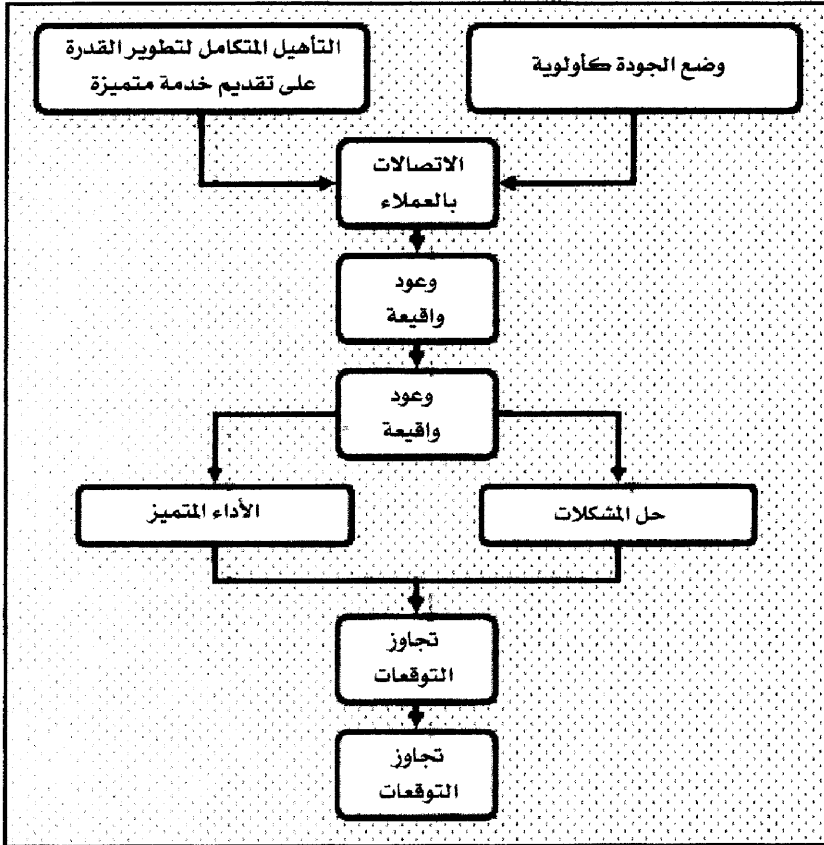 وضع الجودة كأولوية
التأهيل المتكامل لتطوير القدرة
على تقديم خدمة متميزة
الاتصالات
بالعملاء
وعود
واقيعة
وعود
واقيعة
حل المشكلات
الأداء المتميز
تجاوز
التوقعات
تجاوز
التوقعات